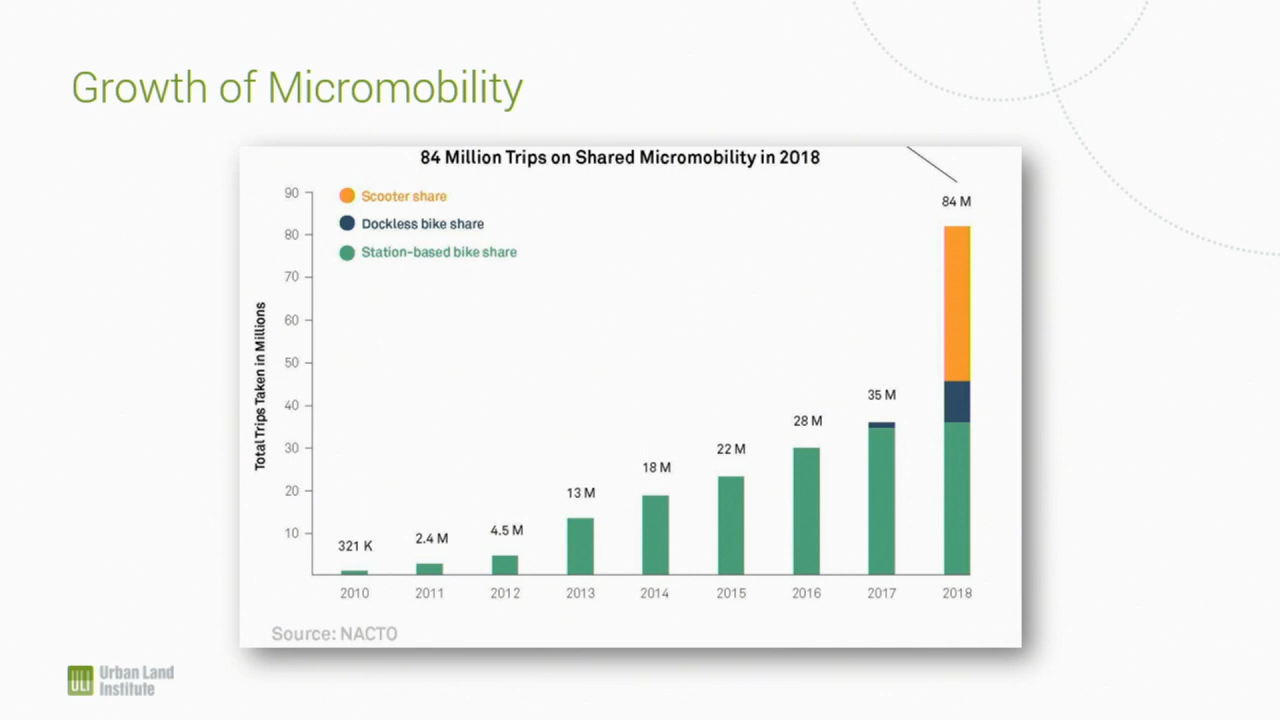 Growth of Micromobility
84 Million Trips on Shared Micromobility in 2018
Scooter share
Dockless bike share
Station-based bike share
Total Trips Taken in Millions
90
80
70
60
50
40
30
20
10
321 K
2.4 M
4.5 M
13 M
18 M
22 M
28 M
35 M
84 M
2010 2011 2012 2013 2014 2015 2016 2017 2018
Source: NACTO
ULI Urban Land
Institute